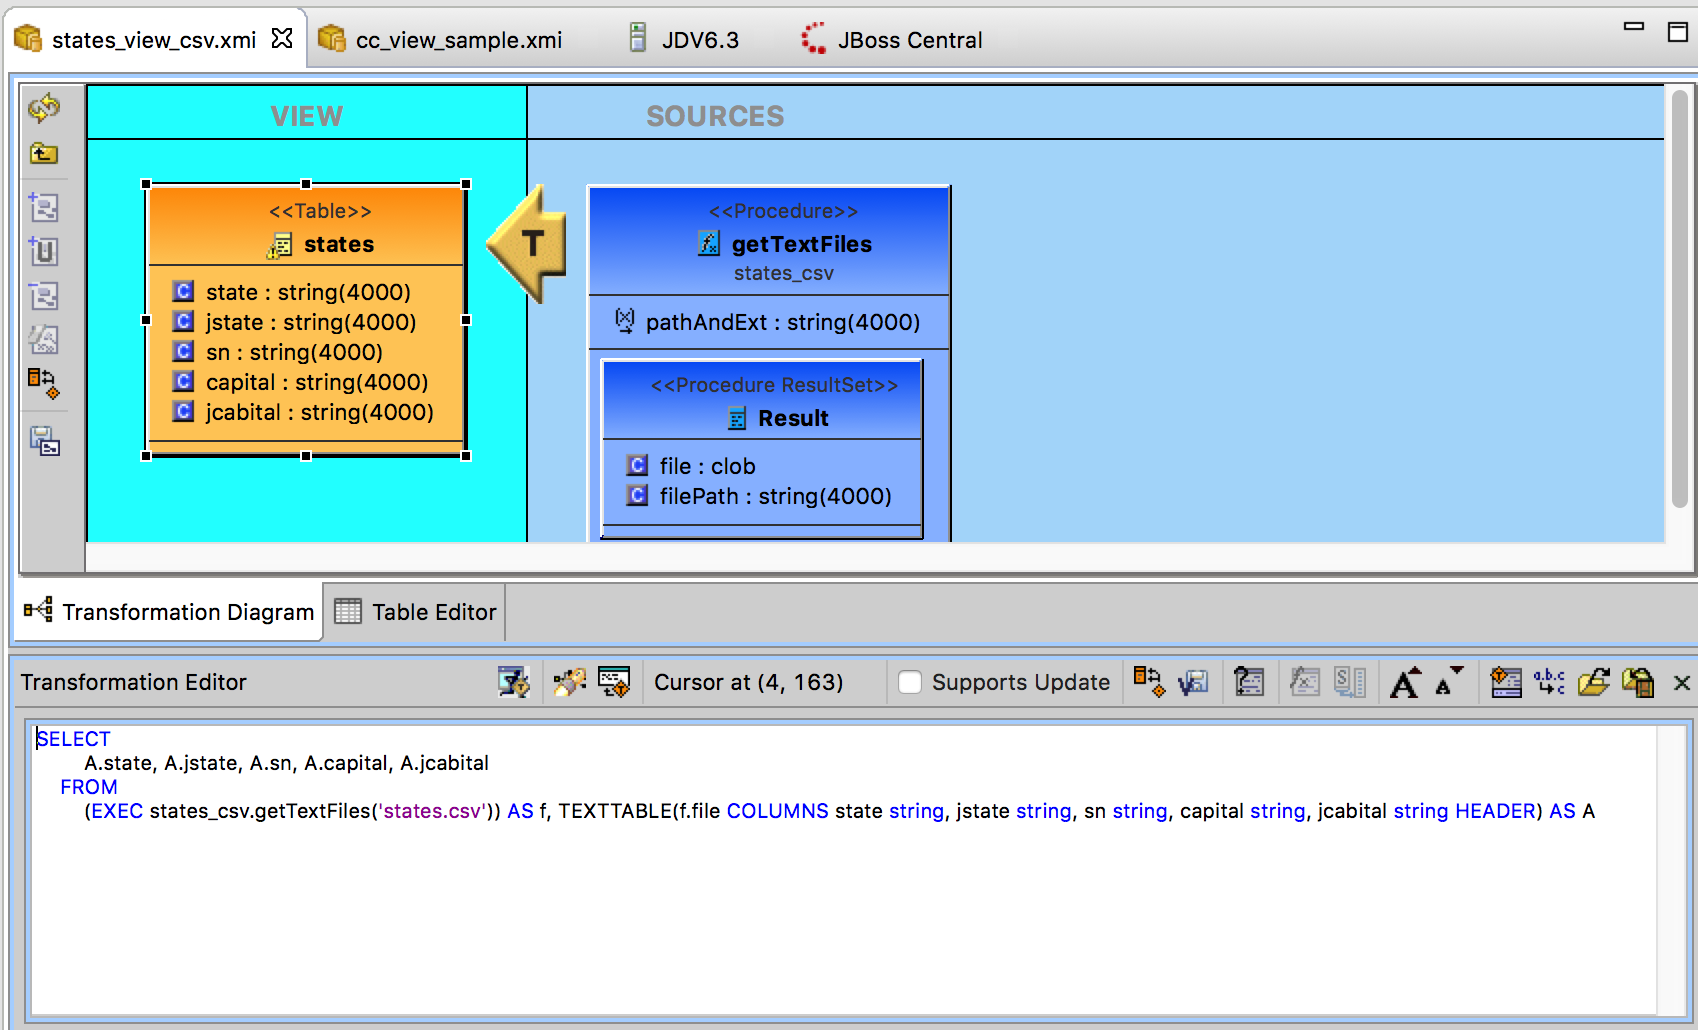 states_view_csv.xmi
cc_view_sample.xmi
JDV6.3
JBoss Central
VIEW
SOURCES
<<Table>>
states
state : string(4000)
jstate : string(4000)
sn : string(4000)
capital : string(4000)
jcabital : string(4000)
T
<<Procedure>>
getTextFiles
states_csv
pathAndExt : string(4000)
<<Procedure ResultSet>>
Result
file : clob
filePath : string(4000)
Transformation Diagram
Table Editor
Transformation Editor
Cursor at (4, 163)
Supports Update
SELECT
A.state, A.jstate, A.sn, A.capital, A.jcabital
FROM
(EXEC states_csv.getTextFiles('states.csv')) AS f, TEXTTABLE(f.file COLUMNS state string, jstate string, sn string, capital string, jcabital string HEADER) AS A